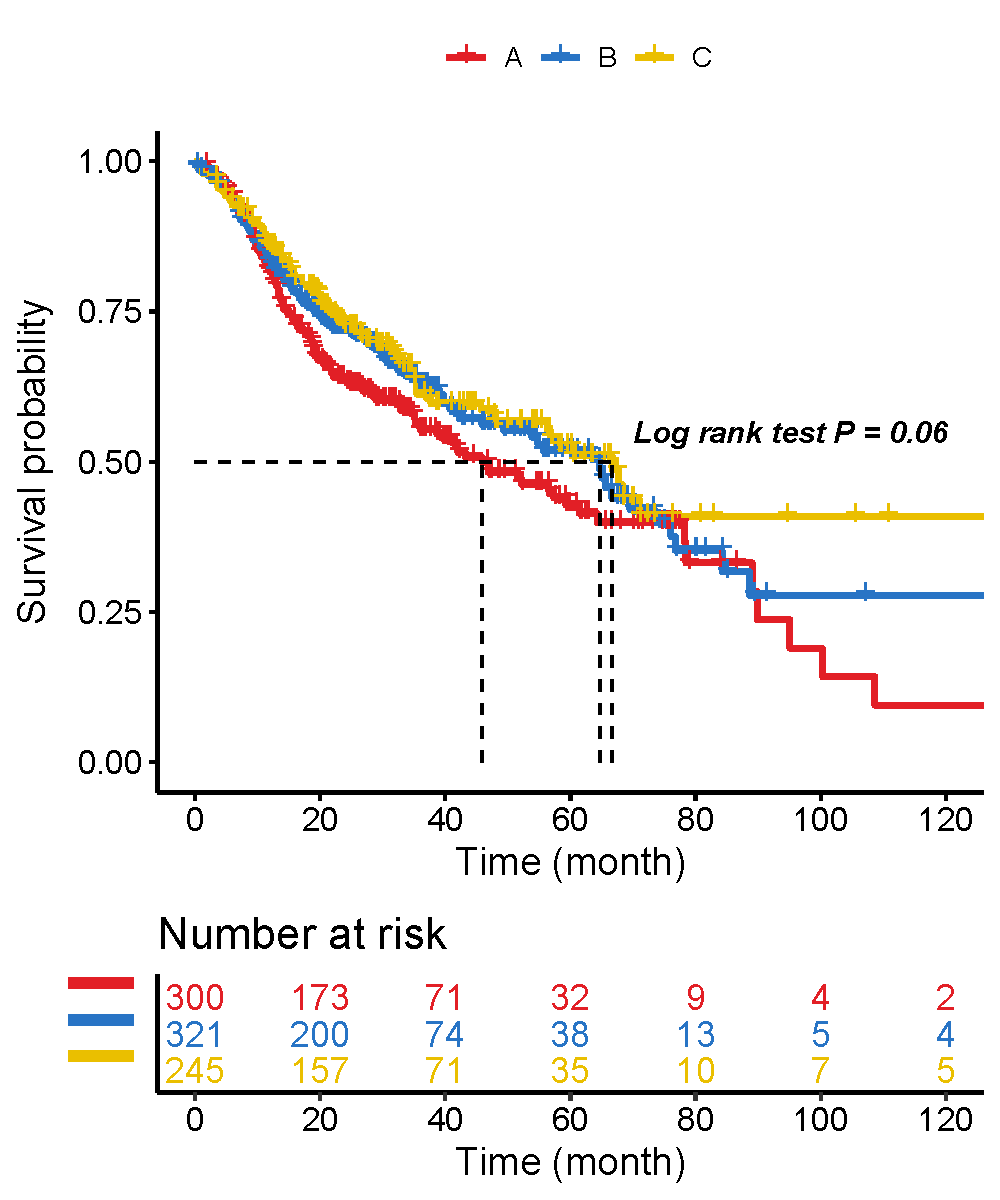 A B C
Survival probability
1.00
0.75
0.50
0.25
0.00
Log rank test P = 0.06
0 20 40 60 80 100 120
Time (month)
Number at risk
300 173 71 32 9 4 2
321 200 74 38 13 5 4
245 157 71 35 10 7 5
0 20 40 60 80 100 120
Time (month)